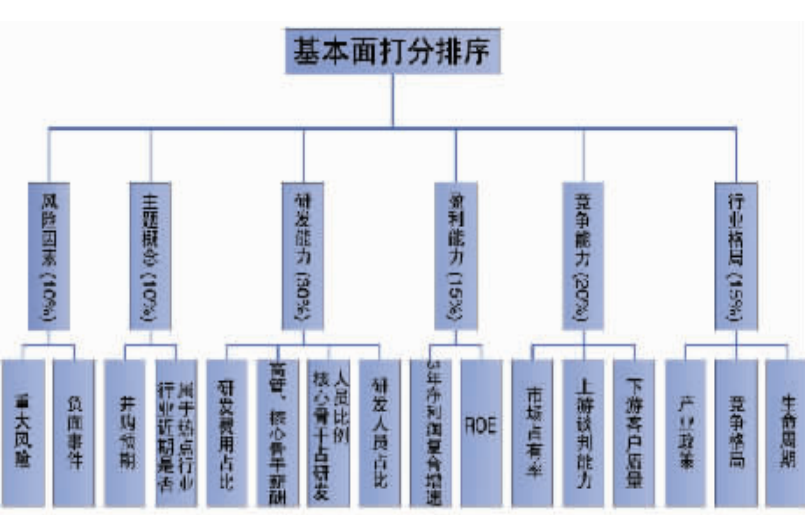 基本面打分排序
风险因素(10%)
主题概念(10%)
研发能力(30%)
盈利能力(15%)
竞争能力(20%)
行业格局(15%)
重大风险
负面事件
并购预期
行业近期是否
属于热点行业
研发费用占比
高管、核心骨干薪酬
核心骨干占研发
人员比例
研发人员占比
3年净利润复合增速
ROE
市场占有率
上游谈判能力
下游客户质量
产业政策
竞争格局
生命周期